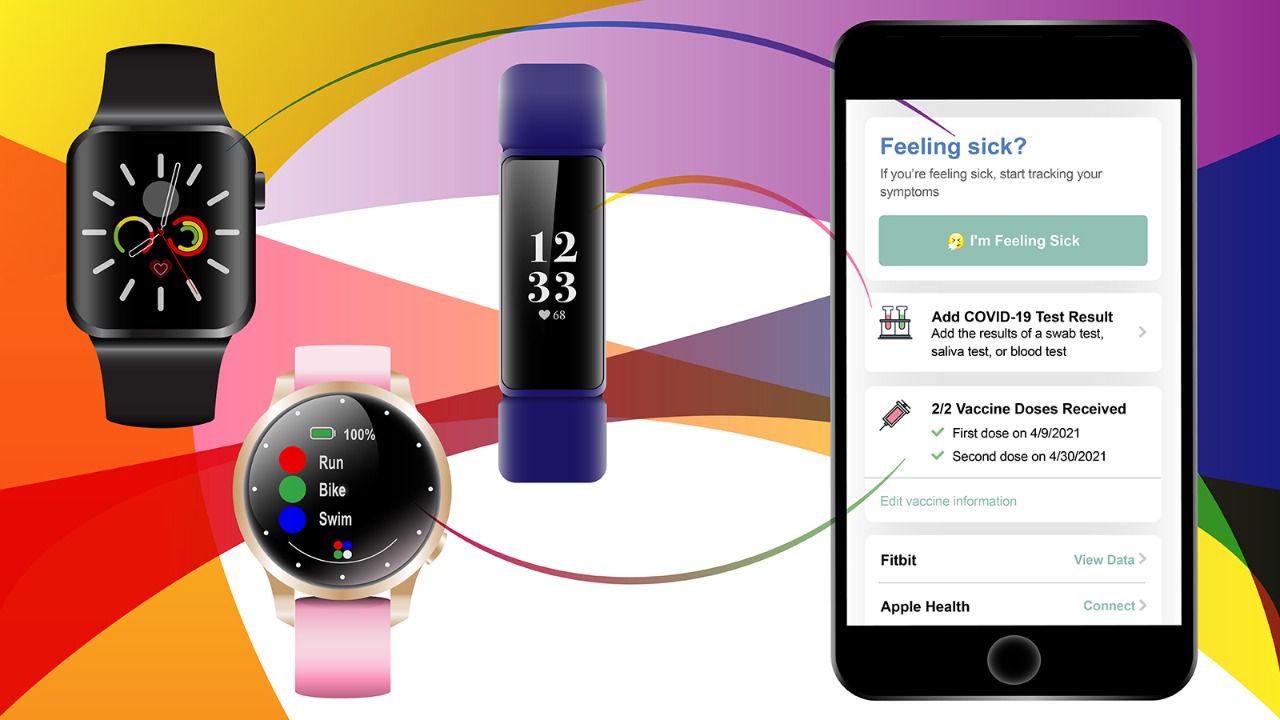 12
33
68
100%
Run
Bike
Swim
Feeling sick?
If you’re feeling sick, start tracking your
symptoms
I'm Feeling Sick
Add COVID-19 Test Result
Add the results of a swab test,
saliva test, or blood test
2/2 Vaccine Doses Received
First dose on 4/9/2021
Second dose on 4/30/2021
Edit vaccine information
Fitbit View Data
Apple Health Connect